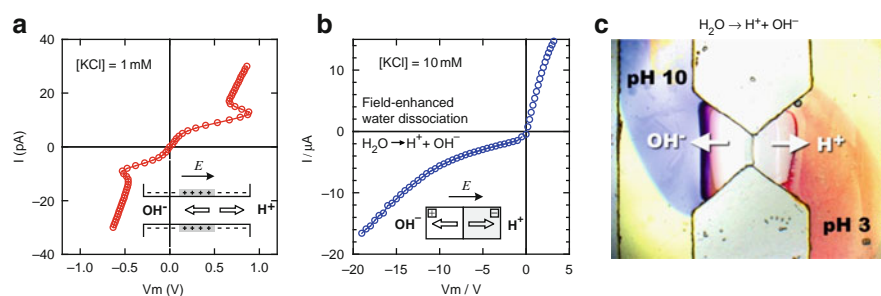 a
[KCl] = 1 mM
I (pA)
40
20
0
−20
−40
−0.5
0.0
0.5
1.0
Vm (V)
E
+ + + +
OH⁻
H⁺
+ + + +
b
[KCl] = 10 mM
Field-enhanced
water dissociation
H₂O → H⁺ + OH⁻
I / µA
10
0
−10
−20
−20
−15
−10
−5
0
5
Vm / V
E
+
−
OH⁻
H⁺
c
H₂O → H⁺ + OH⁻
pH 10
OH⁻
H⁺
pH 3